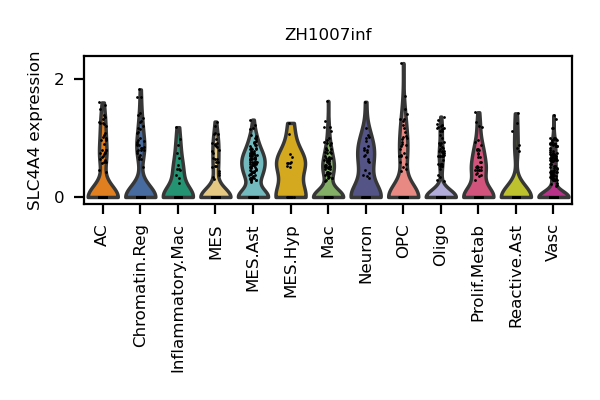 ZH1007inf
SLC4A4 expression
2
0
AC
Chromatin.Reg
Inflammatory.Mac
MES
MES.Ast
MES.Hyp
Mac
Neuron
OPC
Oligo
Prolif.Metab
Reactive.Ast
Vasc